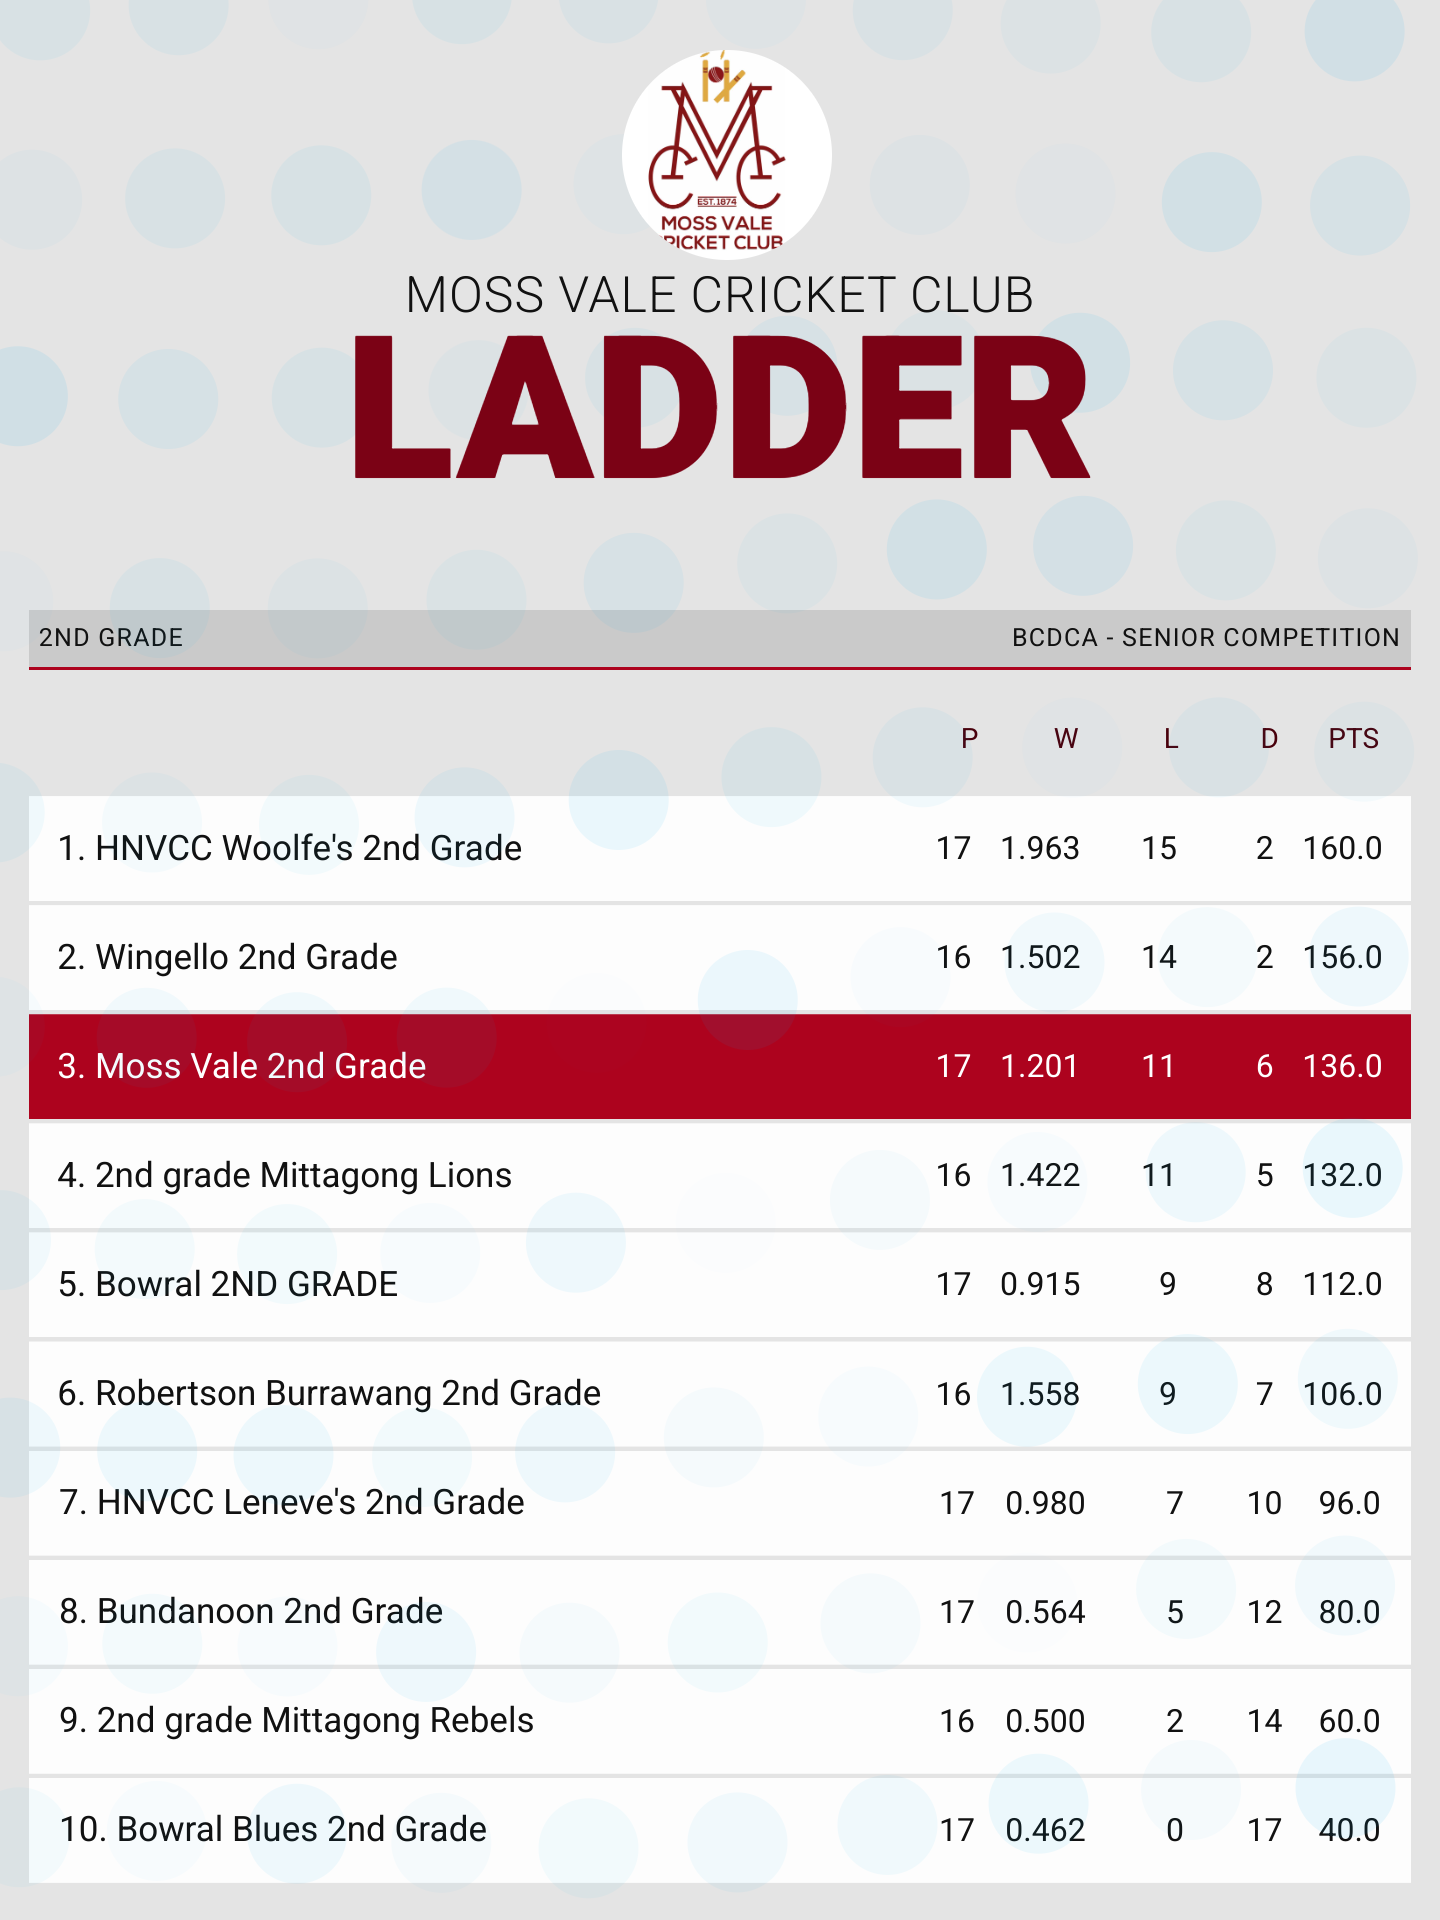 EST. 1874
MOSS VALE
CRICKET CLUB
MOSS VALE CRICKET CLUB
LADDER
2ND GRADE BCDCA - SENIOR COMPETITION
P W L D PTS
1. HNVCC Woolfe's 2nd Grade 17 1.963 15 2 160.0
2. Wingello 2nd Grade 16 1.502 14 2 156.0
3. Moss Vale 2nd Grade 17 1.201 11 6 136.0
4. 2nd grade Mittagong Lions 16 1.422 11 5 132.0
5. Bowral 2ND GRADE 17 0.915 9 8 112.0
6. Robertson Burrawang 2nd Grade 16 1.558 9 7 106.0
7. HNVCC Leneve's 2nd Grade 17 0.980 7 10 96.0
8. Bundanoon 2nd Grade 17 0.564 5 12 80.0
9. 2nd grade Mittagong Rebels 16 0.500 2 14 60.0
10. Bowral Blues 2nd Grade 17 0.462 0 17 40.0